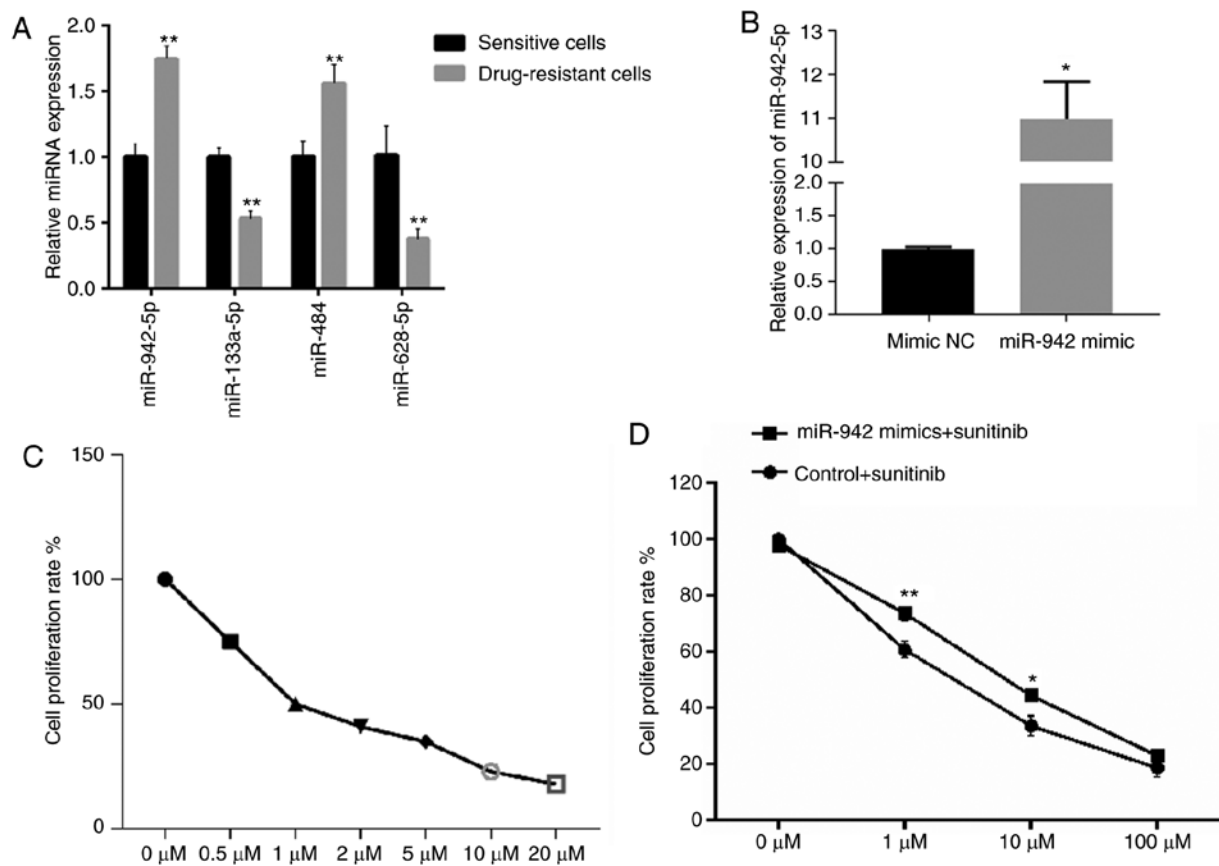 A
Relative miRNA expression
2.0
1.5
1.0
0.5
0.0
**
**
**
**
miR-942-5p
miR-133a-5p
miR-484
miR-628-5p
Sensitive cells
Drug-resistant cells
B
Relative expression of miR-942-5p
13
12
11
10
2.0
1.5
1.0
0.5
0.0
*
Mimic NC
miR-942 mimic
C
Cell proliferation rate %
150
100
50
0
0 µM
0.5 µM
1 µM
2 µM
5 µM
10 µM
20 µM
D
miR-942 mimics+sunitinib
Control+sunitinib
Cell proliferation rate %
120
100
80
60
40
20
0
**
*
0 µM
1 µM
10 µM
100 µM